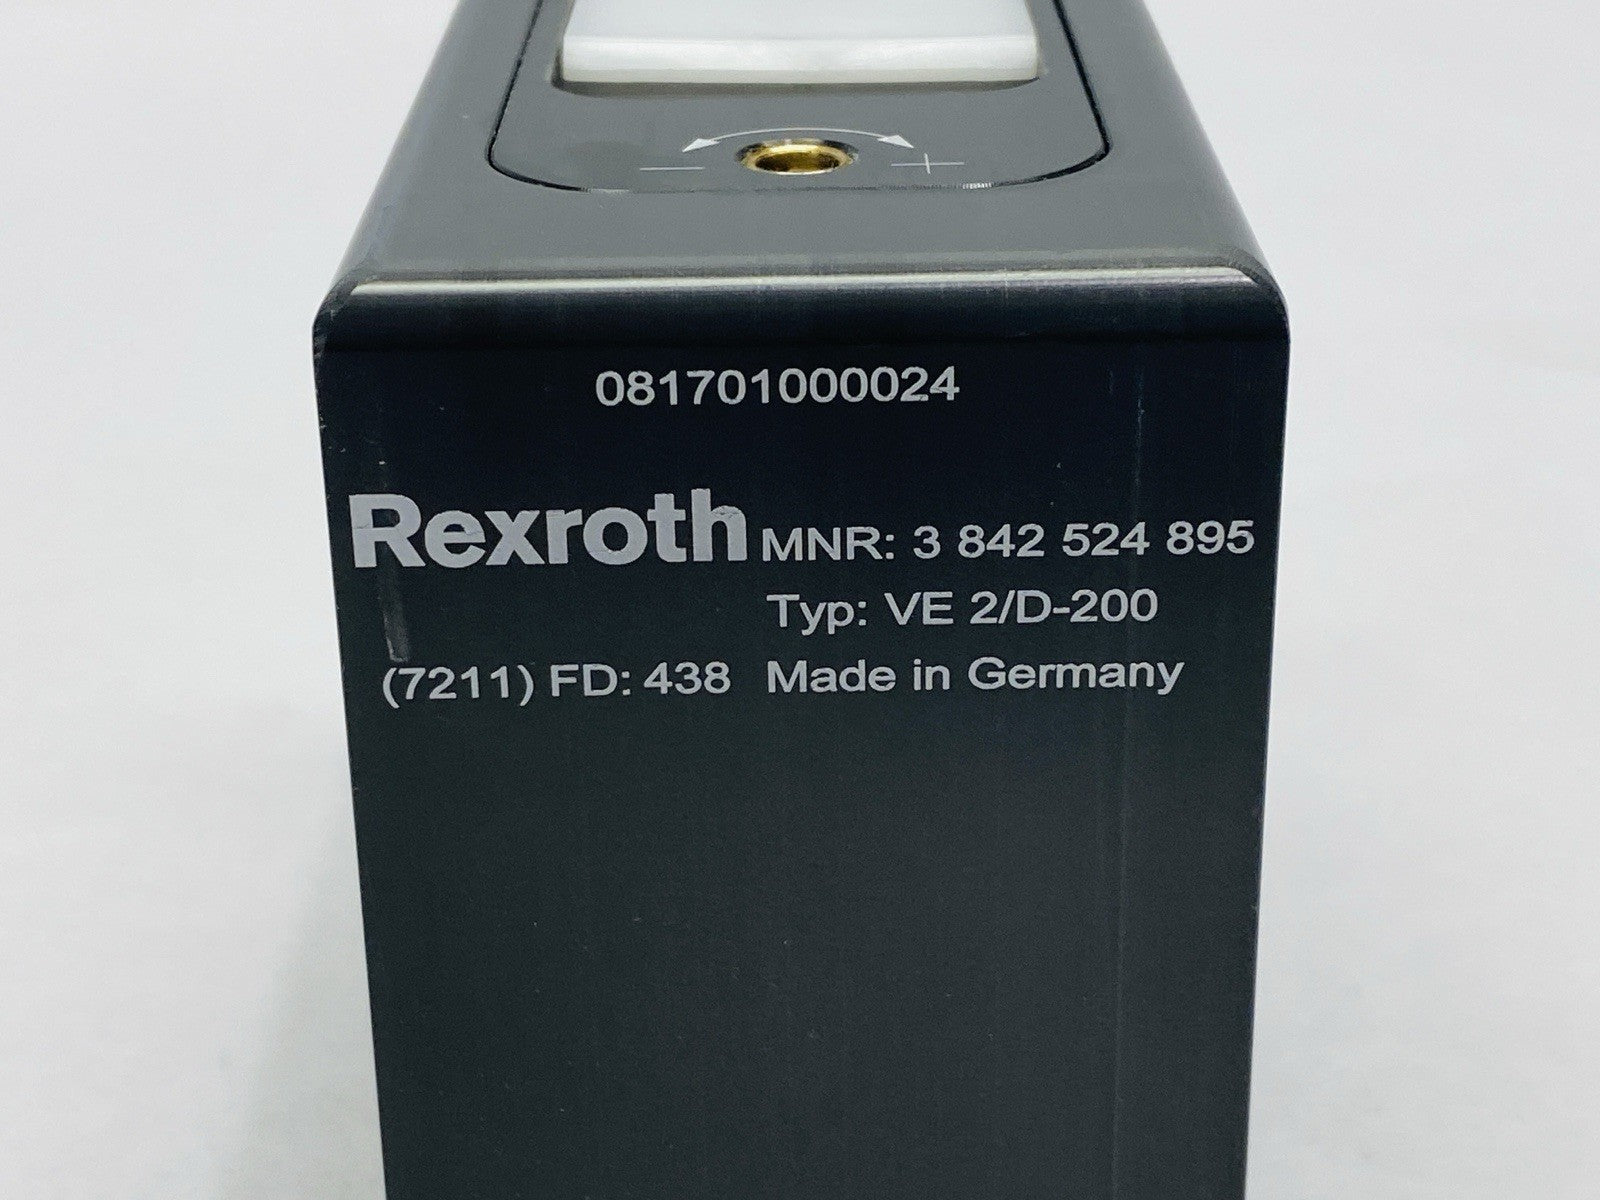 − +
081701000024
Rexroth MNR: 3 842 524 895
Typ: VE 2/D-200
(7211) FD: 438 Made in Germany